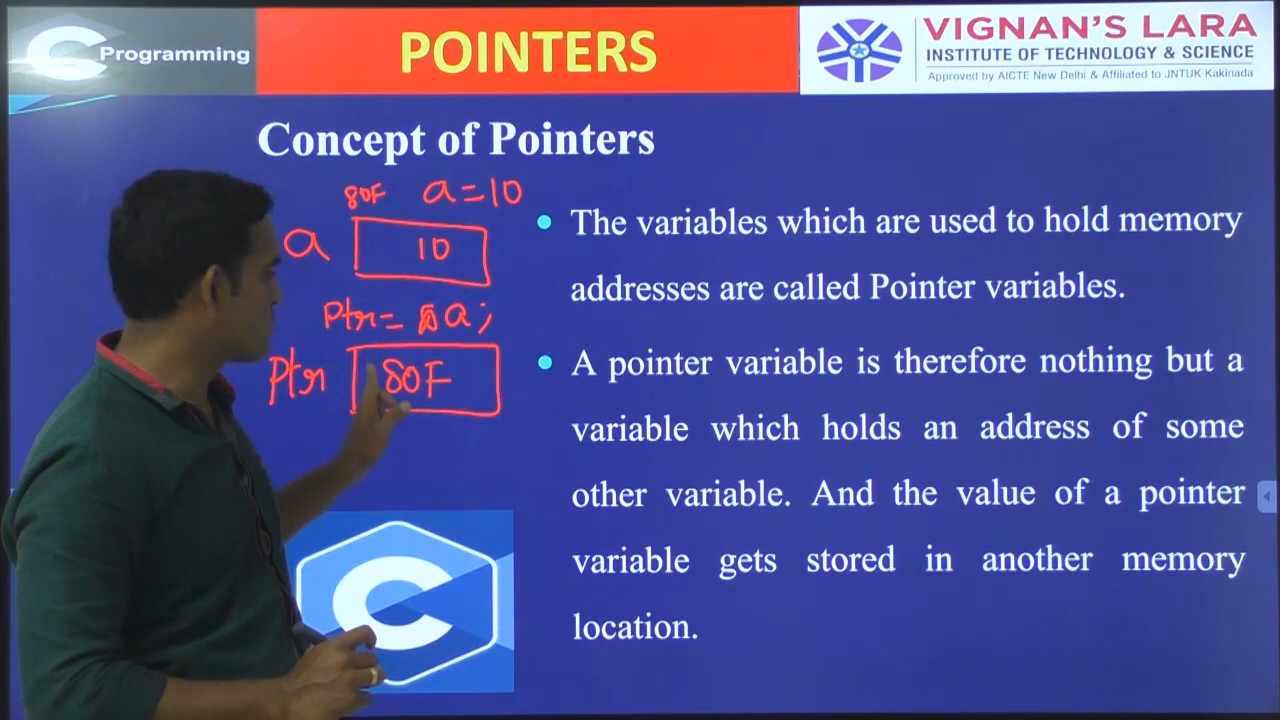 C Programming
POINTERS
VIGNAN'S LARA
INSTITUTE OF TECHNOLOGY & SCIENCE
Approved by AICTE New Delhi & Affiliated to JNTUK Kakinada
Concept of Pointers
80F a=10
a 10
Ptr= &a;
Ptr 80F
• The variables which are used to hold memory
addresses are called Pointer variables.
• A pointer variable is therefore nothing but a
variable which holds an address of some
other variable. And the value of a pointer
variable gets stored in another memory
location.
C